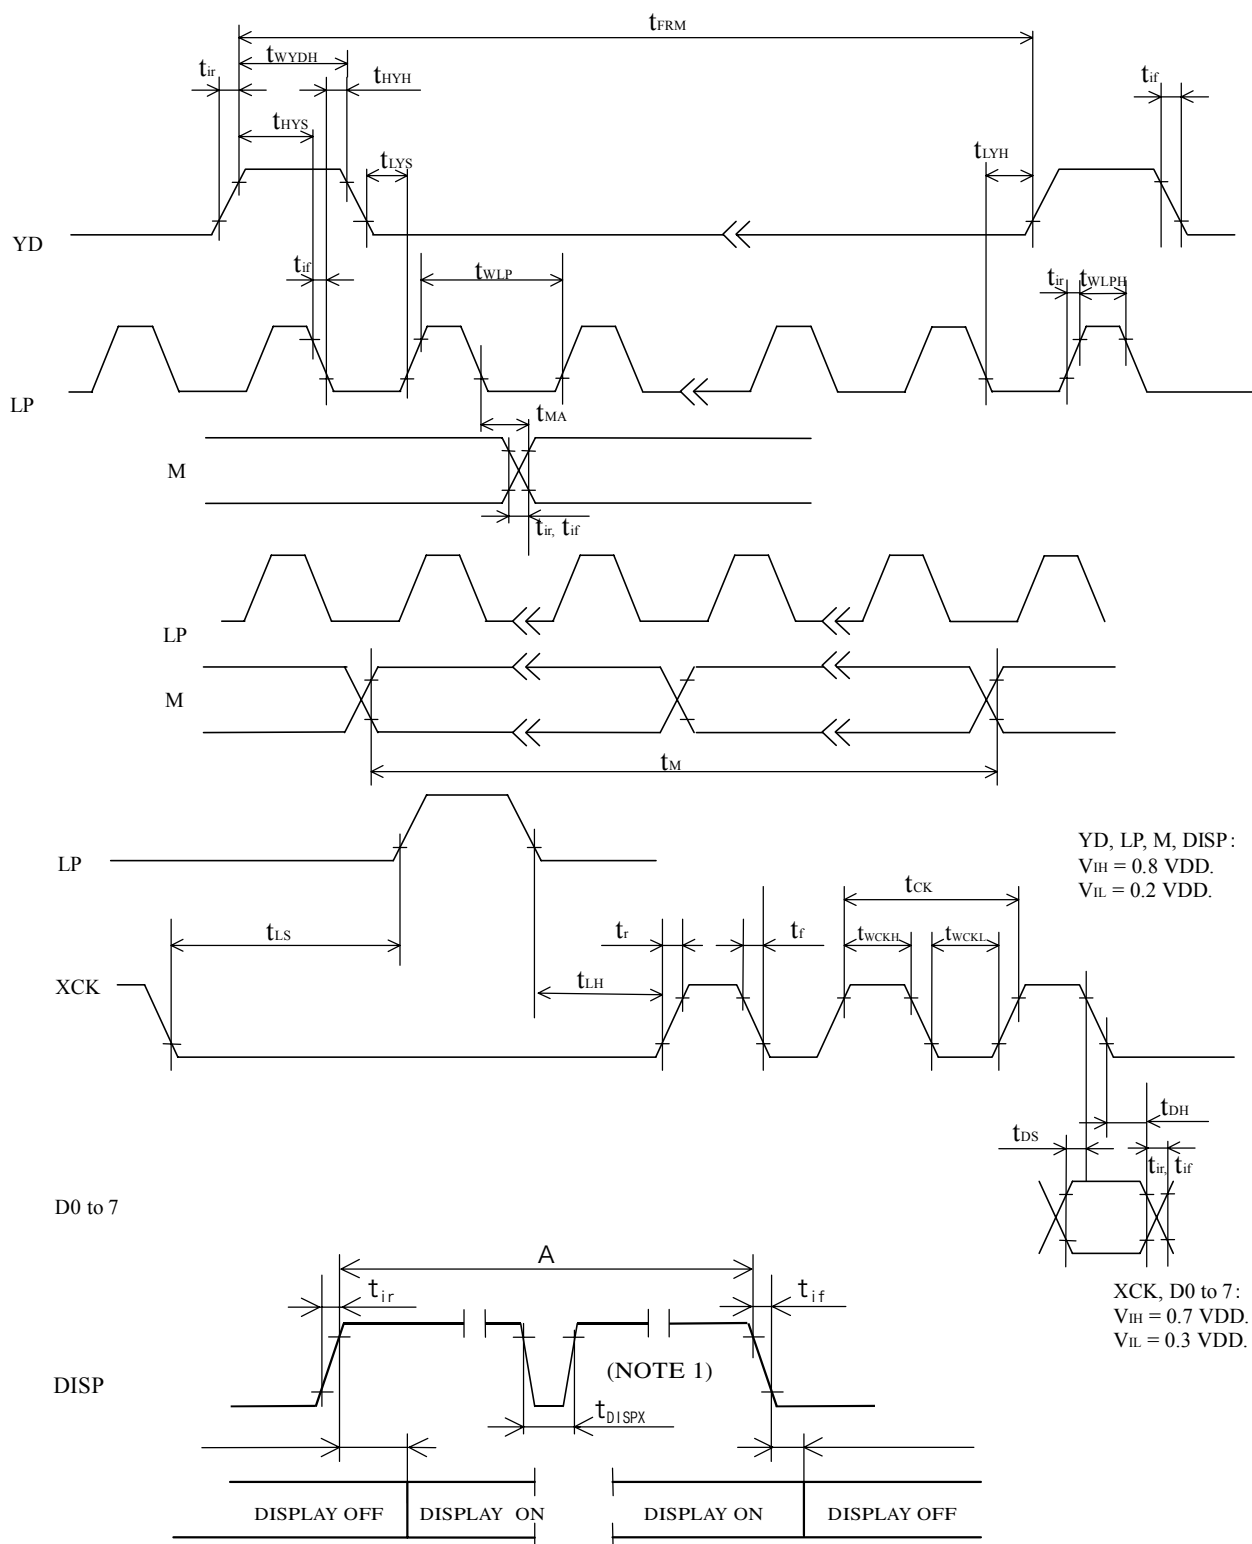 tFRM
tWYDH
tir
tHYH
tif
tHYS
tLYS
tLYH
YD
tif
tWLP
tir
tWLPH
LP
tMA
M
tir, tif
LP
M
tM
LP
YD, LP, M, DISP :
VIH = 0.8 VDD.
VIL = 0.2 VDD.
tCK
tLS
tr
tf
tWCKH
tWCKL
XCK
tLH
tDH
tDS
tir, tif
D0 to 7
A
tir
tif
XCK, D0 to 7 :
VIH = 0.7 VDD.
VIL = 0.3 VDD.
DISP
(NOTE 1)
tDISPX
DISPLAY OFF
DISPLAY ON
DISPLAY ON
DISPLAY OFF